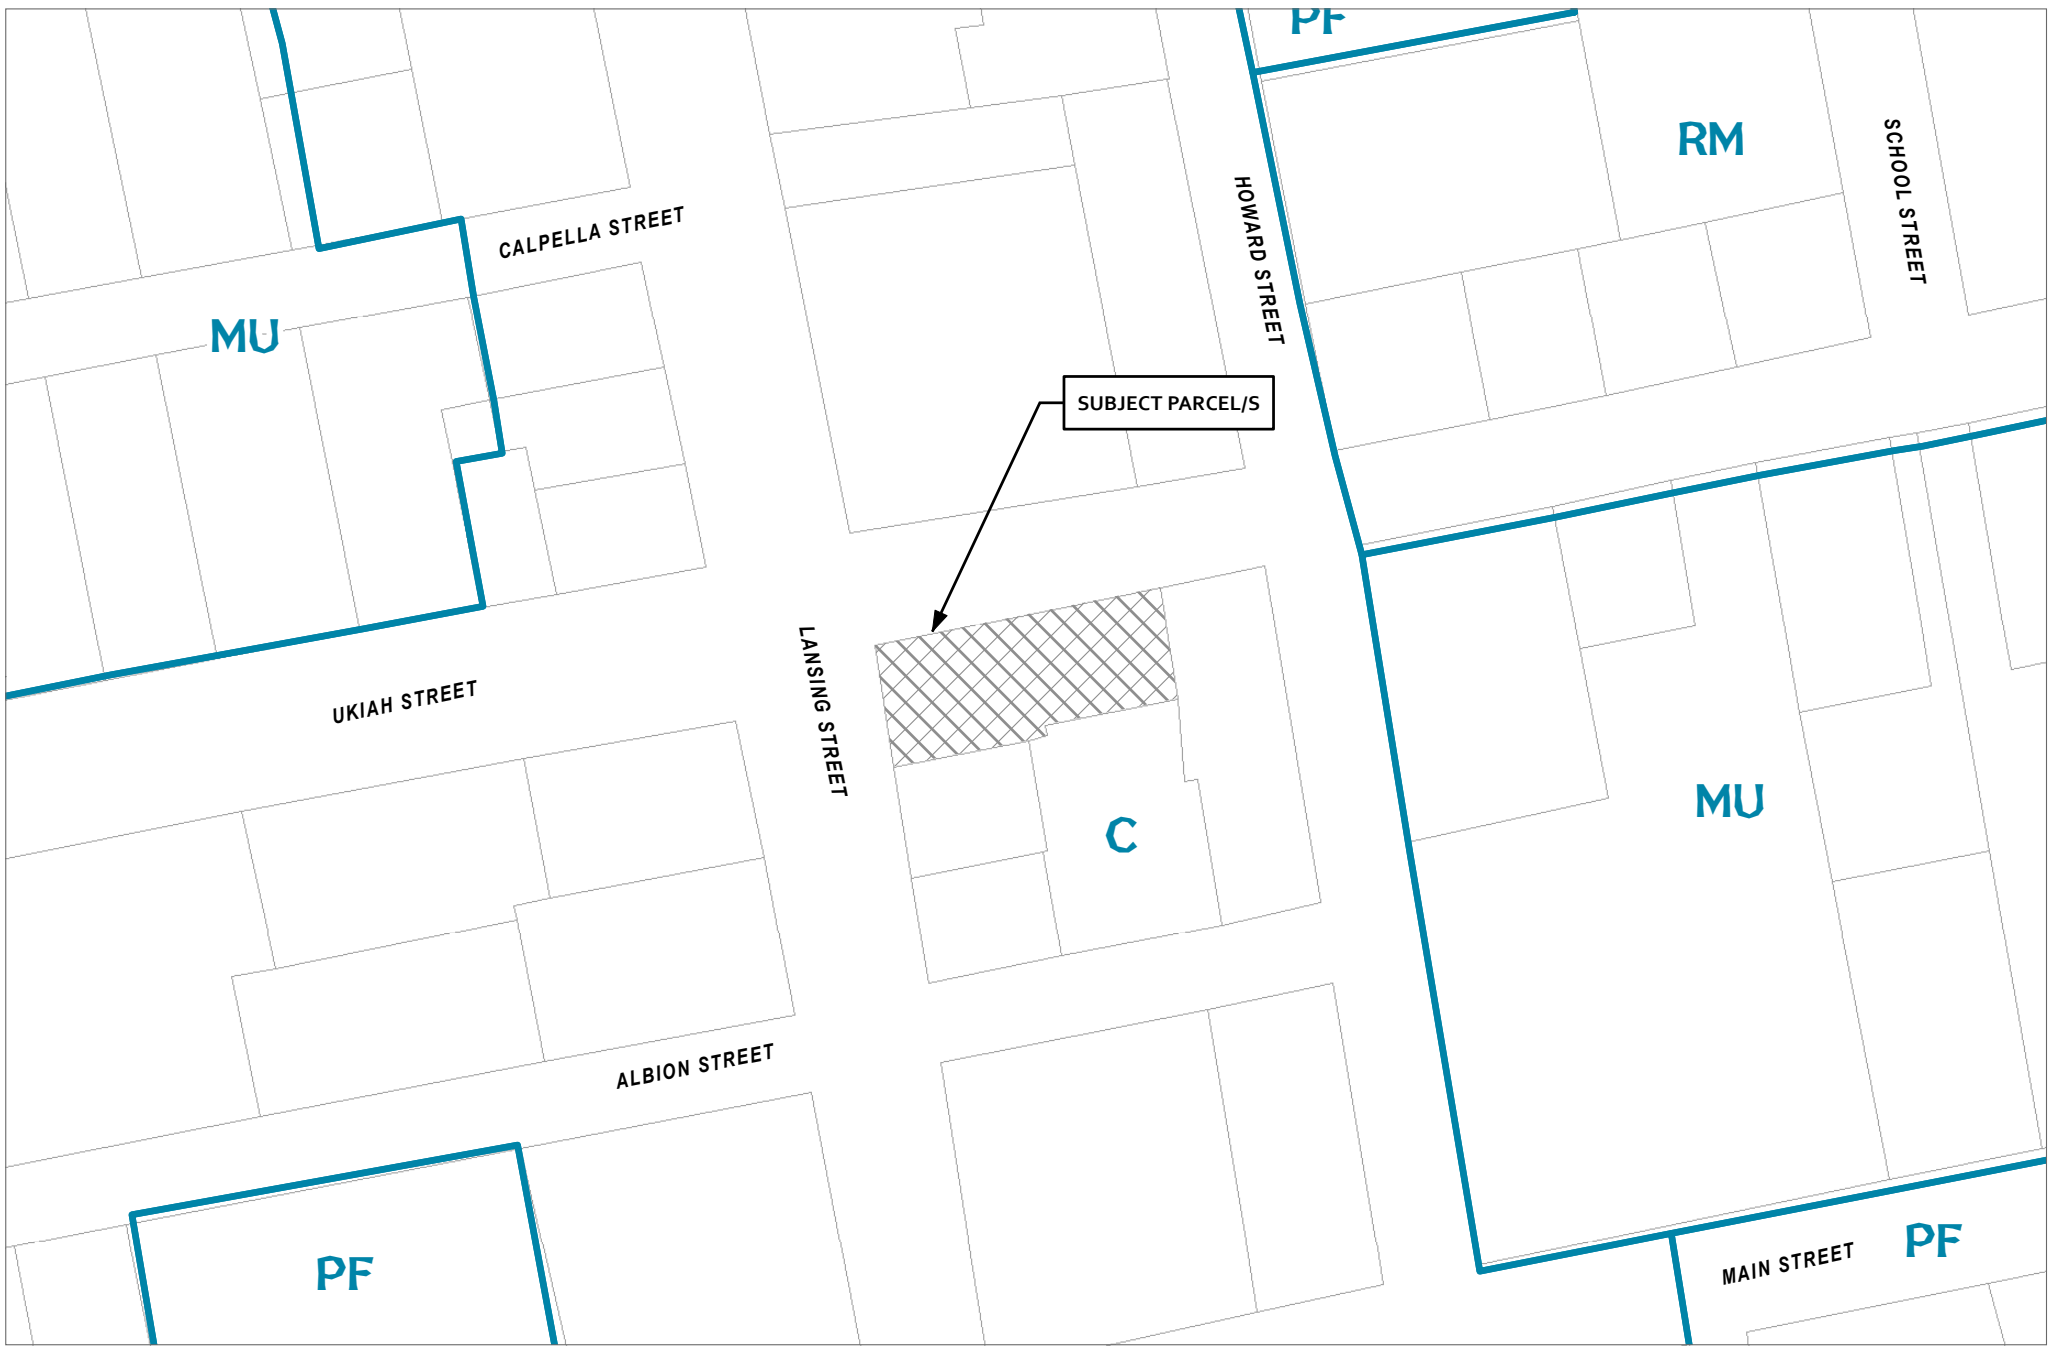 PF
RM
SCHOOL STREET
CALPELLA STREET
HOWARD STREET
MU
SUBJECT PARCEL/S
UKIAH STREET
LANSING STREET
MU
C
ALBION STREET
PF
MAIN STREET
PF